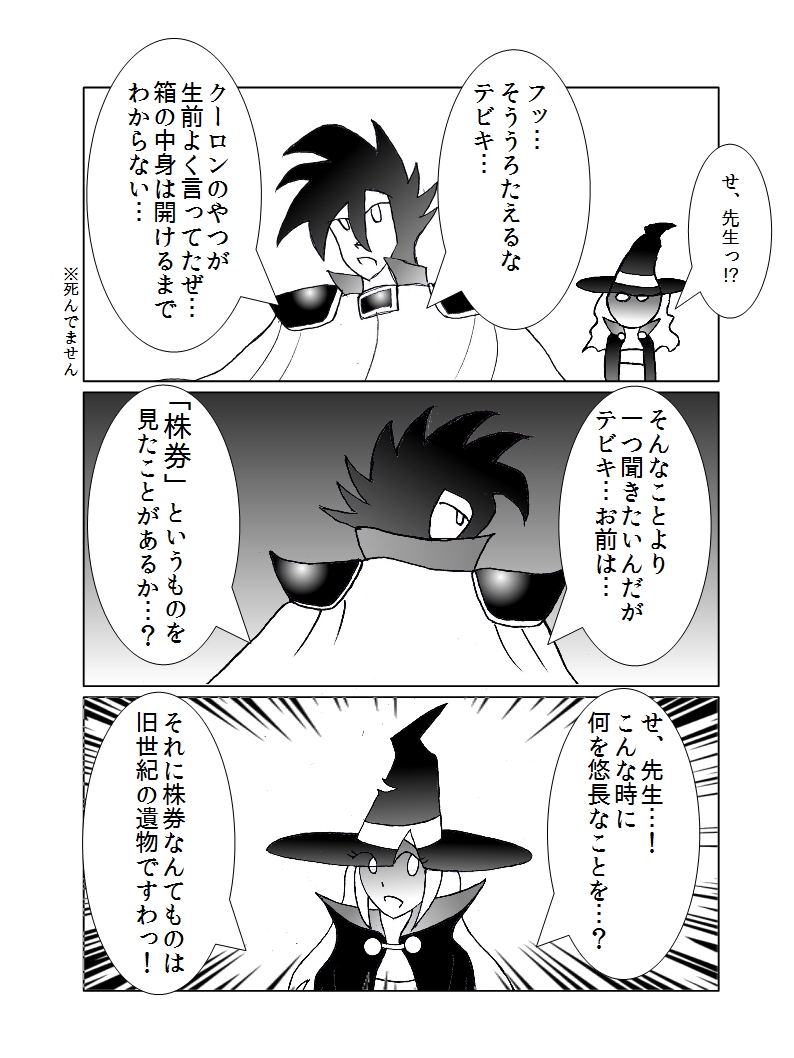 せ、先生っ!?
フッ…
そううろたえるな
テビキ…
クーロンのやつが
生前よく言ってたぜ…
箱の中身は開けるまで
わからない…
※死んでません
そんなことより
一つ聞きたいんだが
テビキ…お前は…
「株券」というものを
見たことがあるか…?
せ、先生…!
こんな時に
何を悠長なことを…?
それに株券なんてものは
旧世紀の遺物ですわっ!